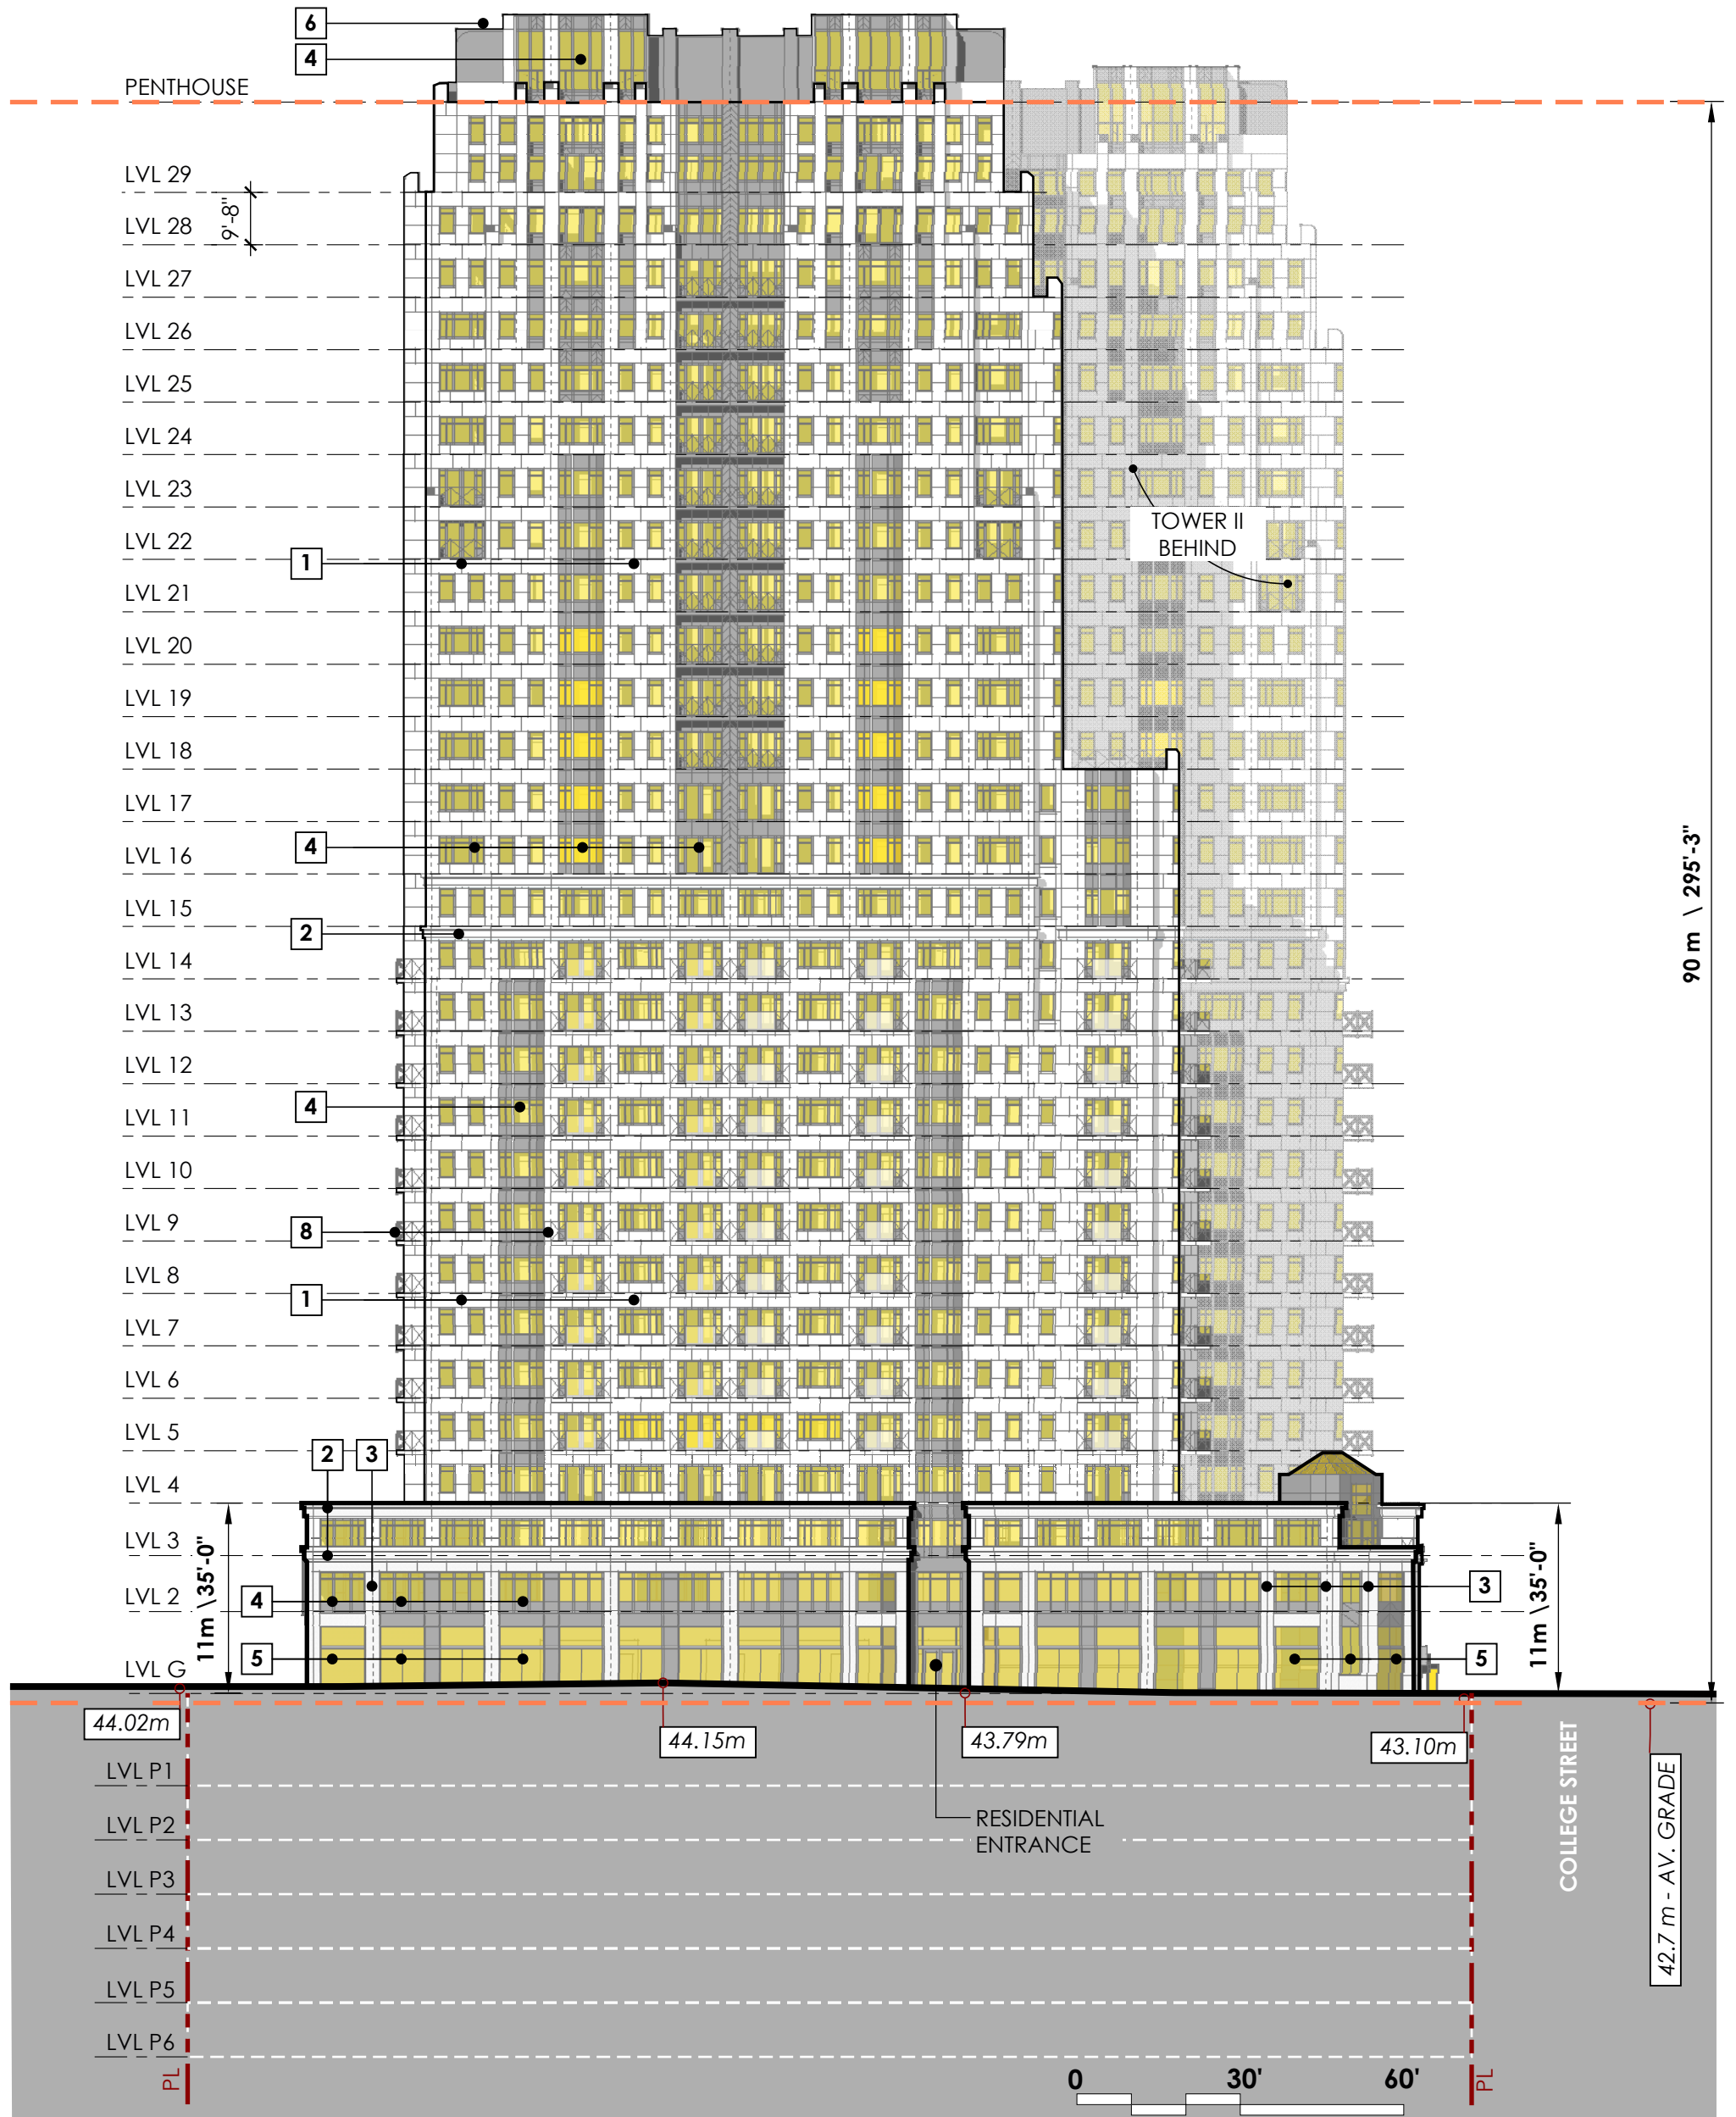 6
4
PENTHOUSE
LVL 29
9'-8"
LVL 28
LVL 27
LVL 26
LVL 25
LVL 24
LVL 23
TOWER II
BEHIND
LVL 22
1
LVL 21
LVL 20
LVL 19
LVL 18
LVL 17
4
LVL 16
90 m \ 295'-3"
LVL 15
2
LVL 14
LVL 13
LVL 12
4
LVL 11
LVL 10
LVL 9
8
LVL 8
1
LVL 7
LVL 6
LVL 5
2
3
LVL 4
LVL 3
11m \ 35'-0"
11m \ 35'-0"
LVL 2
4
3
5
5
LVL G
44.02m
44.15m
43.79m
43.10m
COLLEGE STREET
42.7 m - AV. GRADE
LVL P1
RESIDENTIAL
ENTRANCE
LVL P2
LVL P3
LVL P4
LVL P5
LVL P6
PL
PL
0 30' 60'